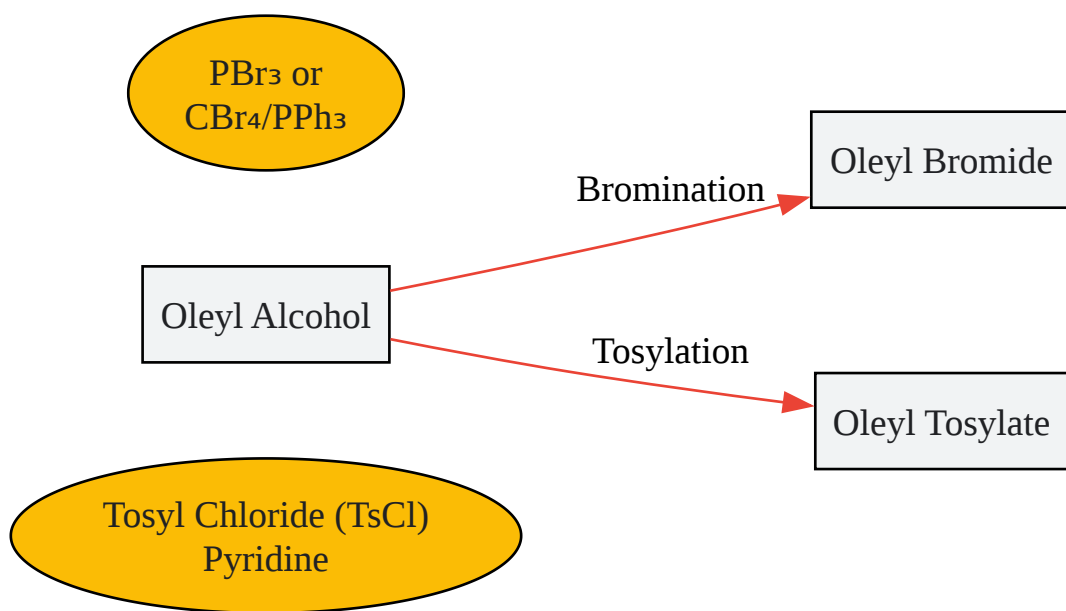 PBr₃ or
CBr₄/PPh₃
Bromination
Oleyl Bromide
Oleyl Alcohol
Tosylation
Oleyl Tosylate
Tosyl Chloride (TsCl)
Pyridine